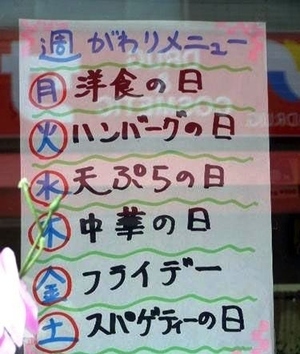 週がわりメニュー
月 洋食の日
火 ハンバーグの日
水 天ぷらの日
木 中華の日
金 フライデー
土 スパゲティーの日